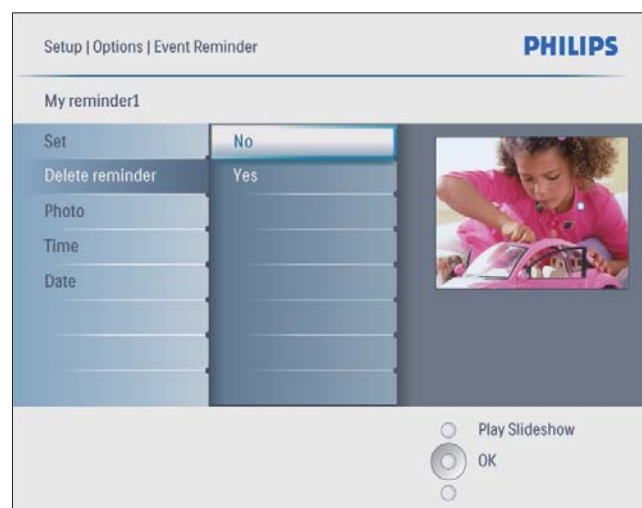 Setup | Options | Event Reminder
PHILIPS
My reminder1
Set
No
Delete reminder
Yes
Photo
Time
Date
Play Slideshow
OK